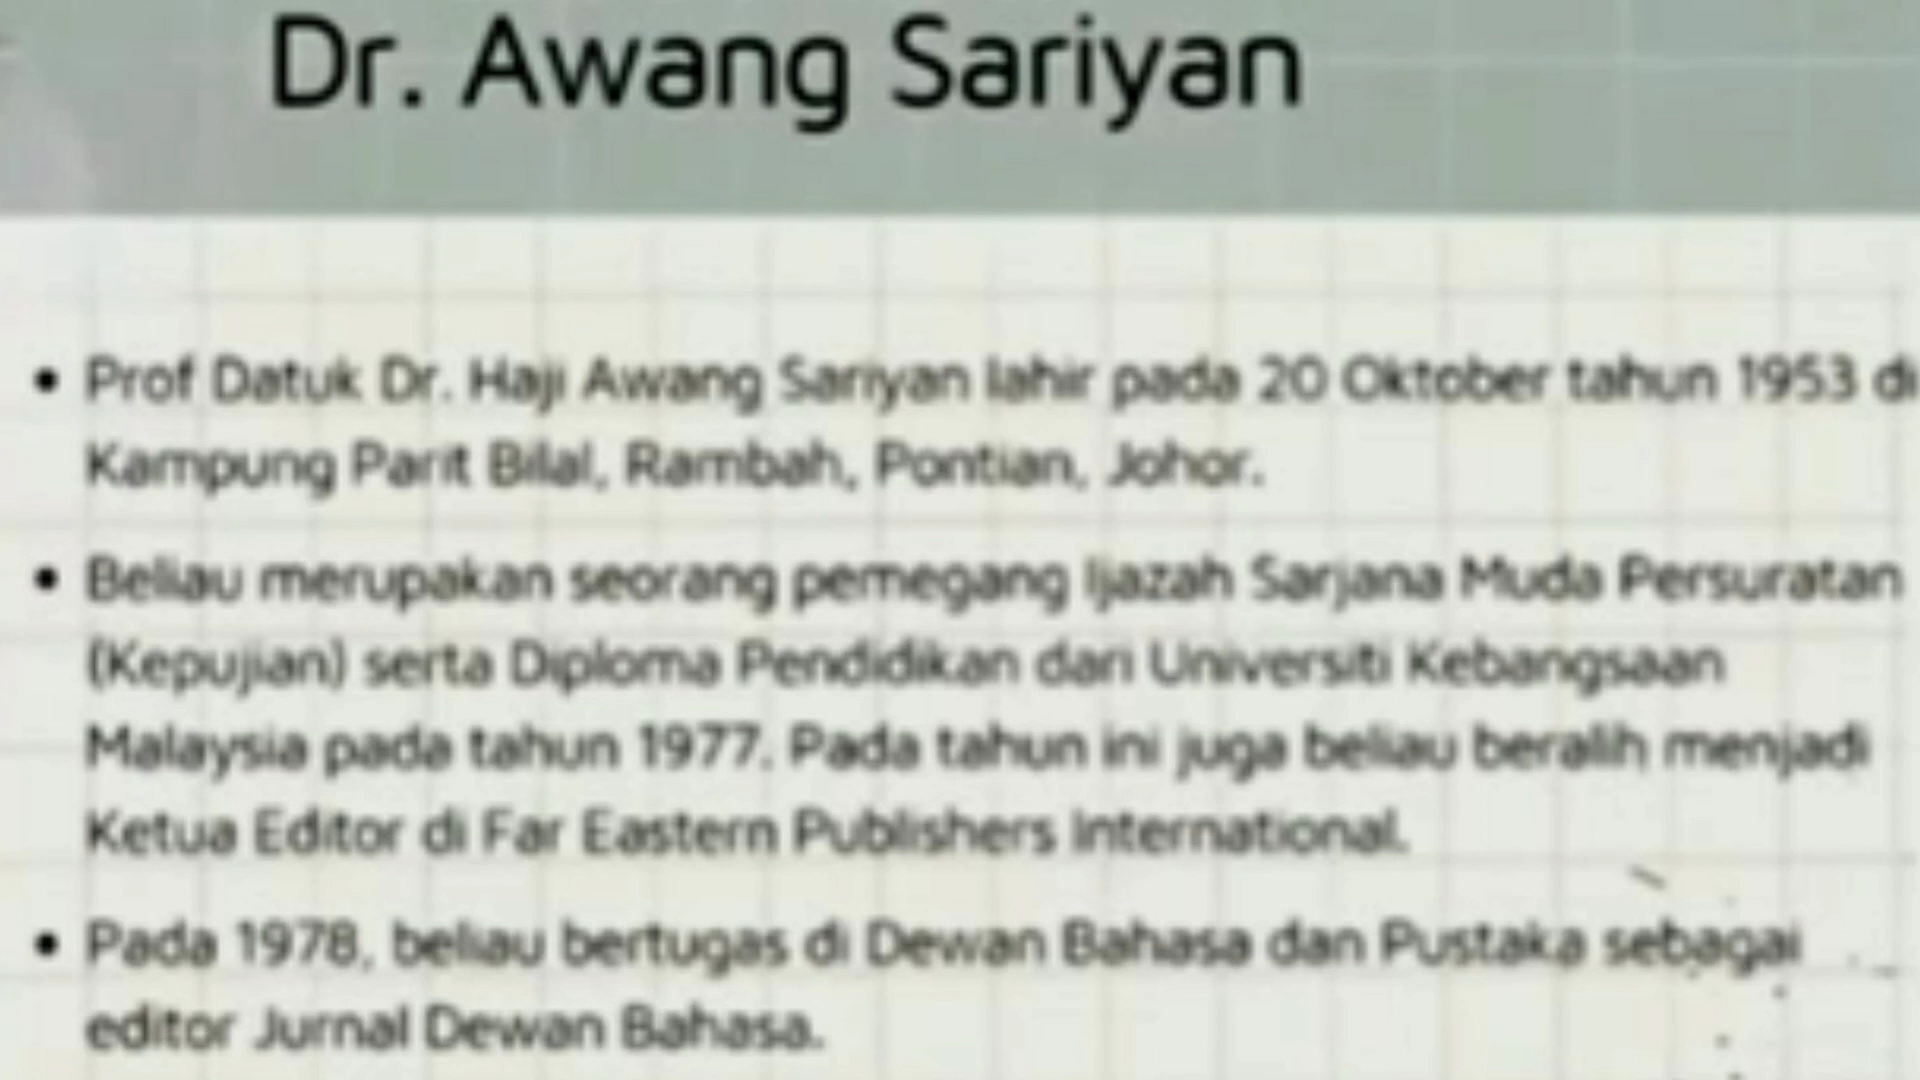 Dr. Awang Sariyan
• Prof Datuk Dr. Haji Awang Sariyan lahir pada 20 Oktober tahun 1953 di
Kampung Parit Bilal, Rambah, Pontian, Johor.
• Beliau merupakan seorang pemegang Ijazah Sarjana Muda Persuratan
(Kepujian) serta Diploma Pendidikan dari Universiti Kebangsaan
Malaysia pada tahun 1977. Pada tahun ini juga beliau beralih menjadi
Ketua Editor di Far Eastern Publishers International.
• Pada 1978, beliau bertugas di Dewan Bahasa dan Pustaka sebagai
editor Jurnal Dewan Bahasa.